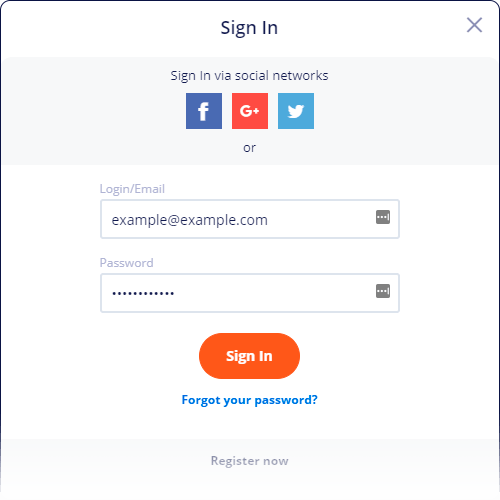 Sign In
Sign In via social networks
f G+
or
Login/Email
example@example.com
Password
••••••••••••
Sign In
Forgot your password?
Register now